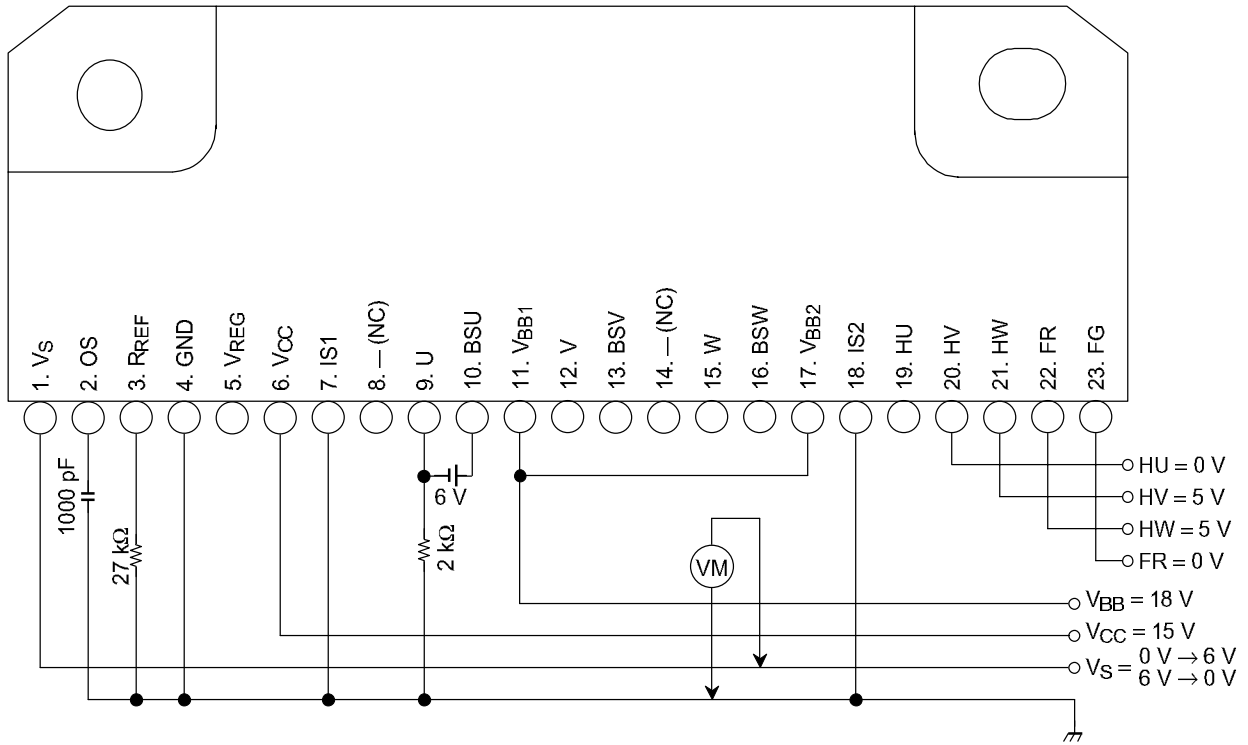 1. VS
2. OS
3. RREF
4. GND
5. VREG
6. VCC
7. IS1
8. — (NC)
9. U
10. BSU
11. VBB1
12. V
13. BSV
14. — (NC)
15. W
16. BSW
17. VBB2
18. IS2
19. HU
20. HV
21. HW
22. FR
23. FG
1000 pF
27 kΩ
6 V
2 kΩ
VM
HU = 0 V
HV = 5 V
HW = 5 V
FR = 0 V
VBB = 18 V
VCC = 15 V
VS = 0 V → 6 V
6 V → 0 V